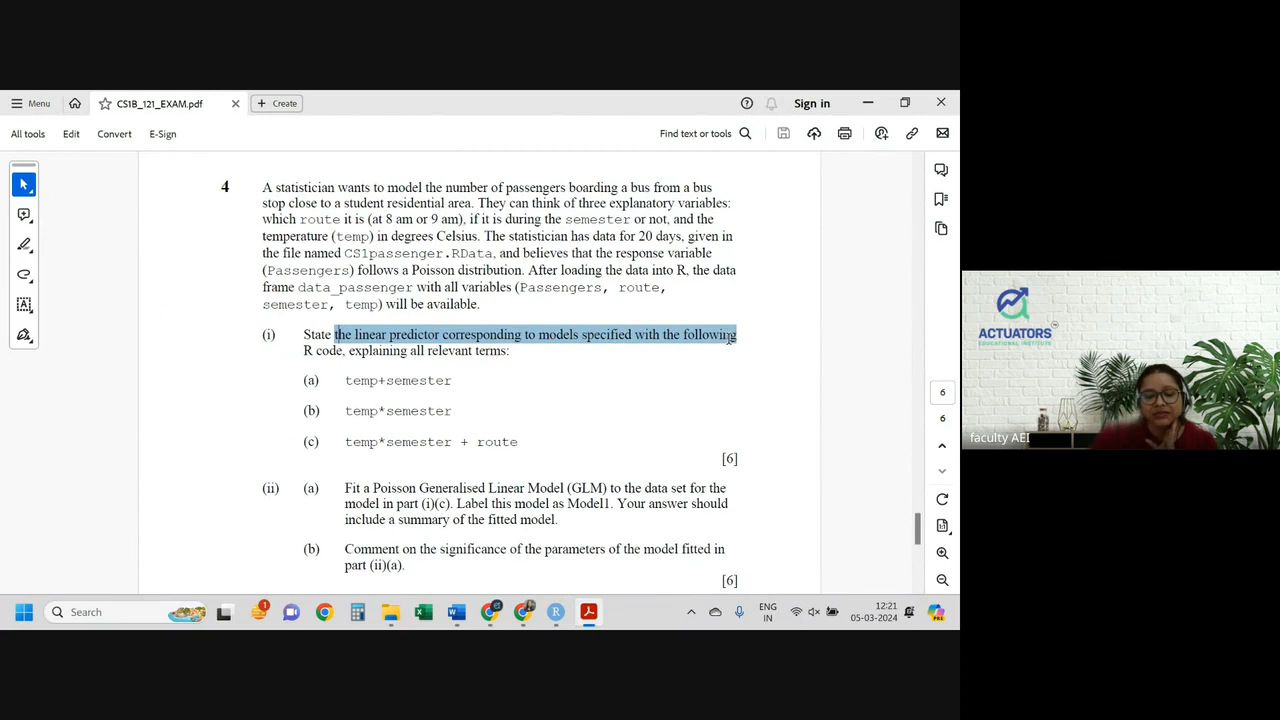 Menu
CS1B_121_EXAM.pdf
Create
Sign in
All tools
Edit
Convert
E-Sign
Find text or tools
4
A statistician wants to model the number of passengers boarding a bus from a bus
stop close to a student residential area. They can think of three explanatory variables:
which route it is (at 8 am or 9 am), if it is during the semester or not, and the
temperature (temp) in degrees Celsius. The statistician has data for 20 days, given in
the file named CS1passenger.RData, and believes that the response variable
(Passengers) follows a Poisson distribution. After loading the data into R, the data
frame data_passenger with all variables (Passengers, route,
semester, temp) will be available.
(i) State the linear predictor corresponding to models specified with the following
R code, explaining all relevant terms:
(a) temp+semester
(b) temp*semester
(c) temp*semester + route
[6]
(ii) (a) Fit a Poisson Generalised Linear Model (GLM) to the data set for the
model in part (i)(c). Label this model as Model1. Your answer should
include a summary of the fitted model.
(b) Comment on the significance of the parameters of the model fitted in
part (ii)(a).
[6]
6
6
ACTUATORS
EDUCATIONAL INSTITUTE
faculty AEI
Search
1
ENG
IN
12:21
05-03-2024